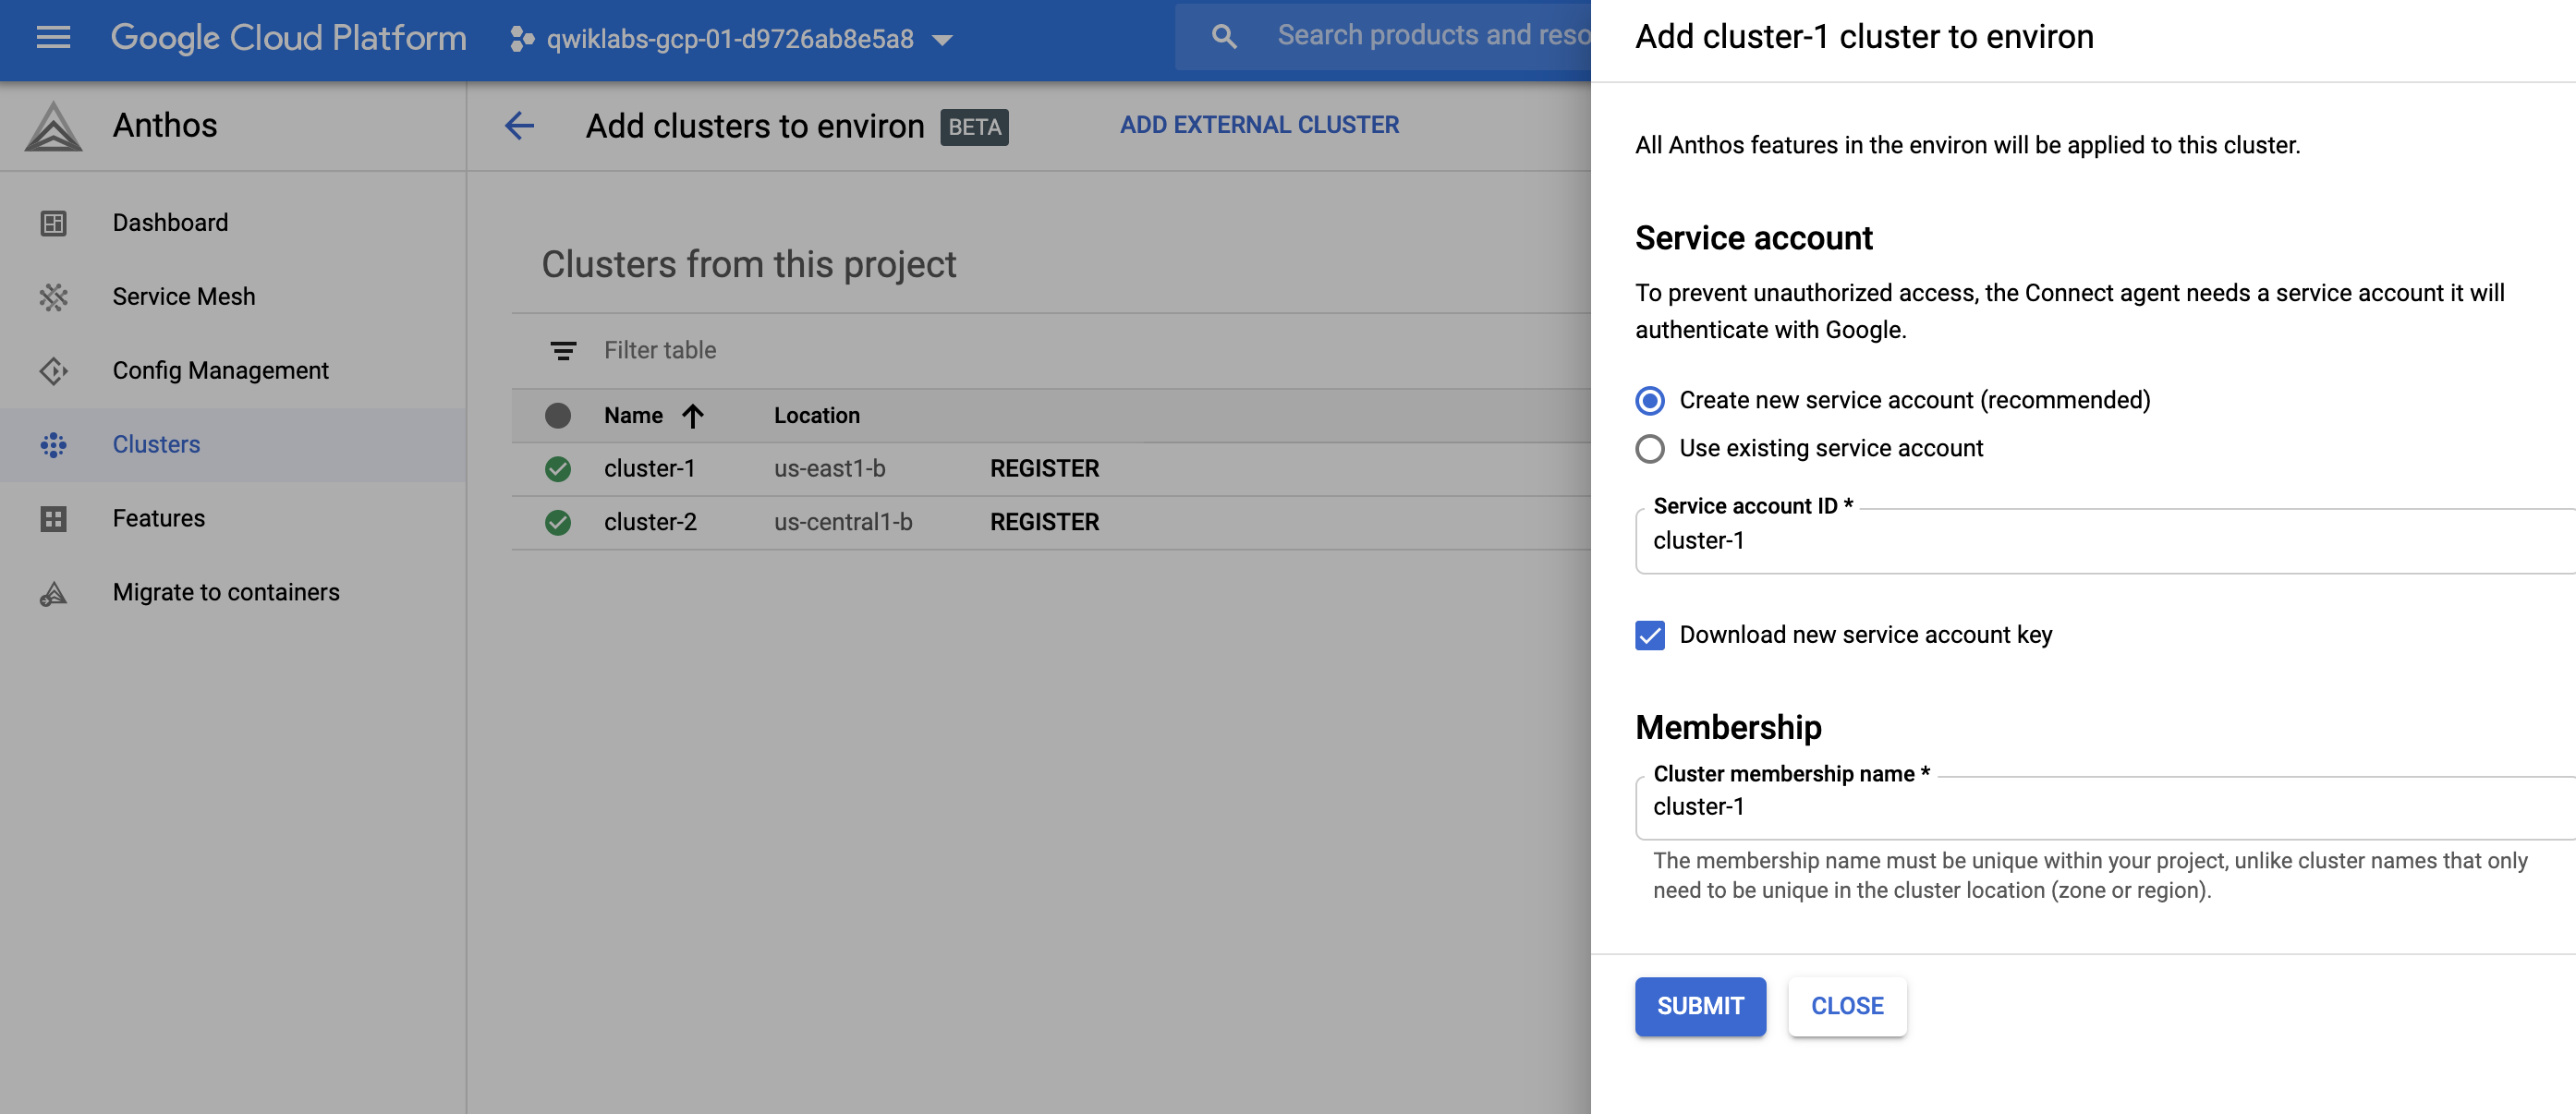 Google Cloud Platform
qwiklabs-gcp-01-d9726ab8e5a8
Search products and reso
Anthos
Dashboard
Service Mesh
Config Management
Clusters
Features
Migrate to containers
Add clusters to environ BETA
ADD EXTERNAL CLUSTER
Clusters from this project
Filter table
Name Location
cluster-1 us-east1-b REGISTER
cluster-2 us-central1-b REGISTER
Add cluster-1 cluster to environ
All Anthos features in the environ will be applied to this cluster.
Service account
To prevent unauthorized access, the Connect agent needs a service account it will
authenticate with Google.
Create new service account (recommended)
Use existing service account
Service account ID *
cluster-1
Download new service account key
Membership
Cluster membership name *
cluster-1
The membership name must be unique within your project, unlike cluster names that only
need to be unique in the cluster location (zone or region).
SUBMIT
CLOSE